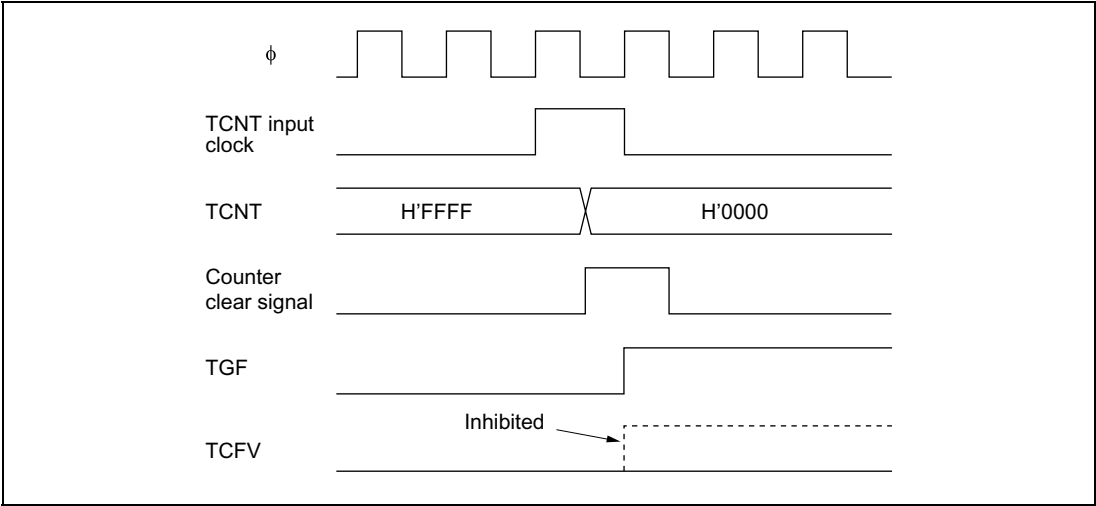 ϕ
TCNT input
clock
TCNT
H’FFFF
H’0000
Counter
clear signal
TGF
Inhibited
TCFV